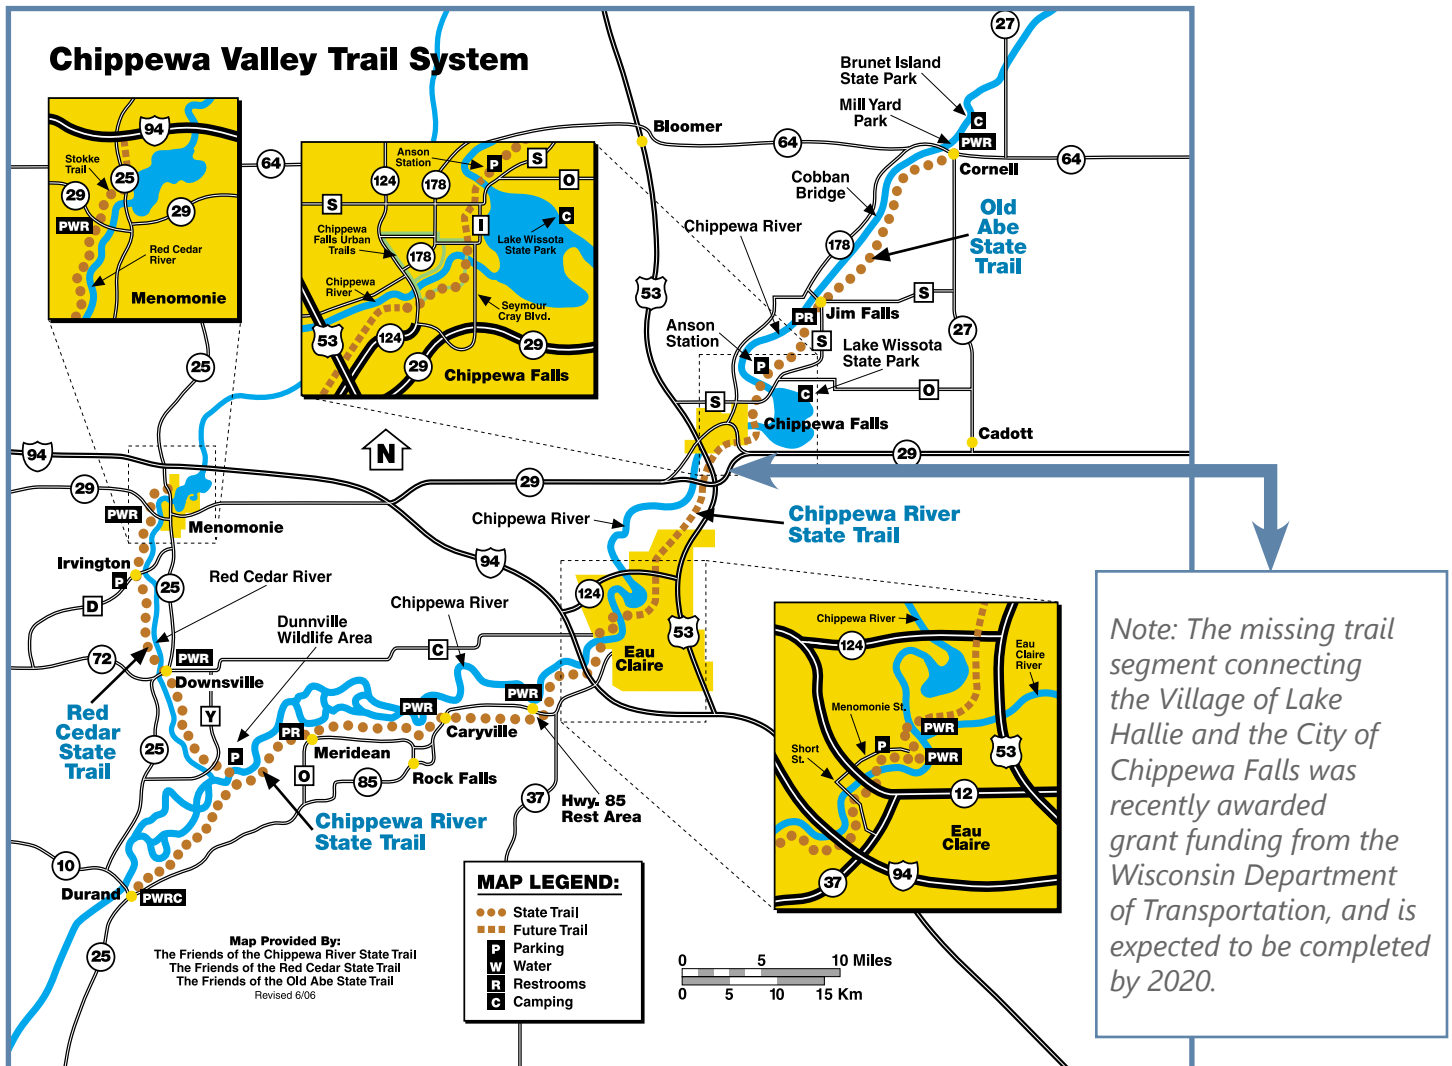 Chippewa Valley Trail System
94
Stokke
Trail
25
29
29
PWR
Red Cedar
River
Menomonie
64
Anson
Station
P
S
124
178
O
S
I
C
Chippewa
Falls Urban
Trails
Lake Wissota
State Park
178
Chippewa
River
Seymour
Cray Blvd.
53
124
29
29
Chippewa Falls
27
Brunet Island
State Park
Mill Yard
Park
C
PWR
Bloomer
64
64
Cornell
Cobban
Bridge
Old
Abe
State
Trail
Chippewa River
178
53
S
PR
Jim Falls
27
Anson
Station
S
Lake Wissota
State Park
P
25
C
O
S
Chippewa Falls
Cadott
N
94
29
29
29
PWR
Menomonie
Chippewa River
Chippewa River
State Trail
Irvington
P
94
25
Red Cedar River
D
124
Chippewa River
Dunnville
Wildlife Area
53
72
PWR
C
Eau
Claire
Downsville
PWR
Red
Cedar
State
Trail
Y
PWR
PR
Caryville
25
P
Meridean
O
85
Rock Falls
37
Hwy. 85
Rest Area
Chippewa River
State Trail
10
Durand
PWRC
25
Chippewa River
124
Eau
Claire
River
Menomonie St.
PWR
P
Short
St.
PWR
53
12
Eau
Claire
37
94
MAP LEGEND:
State Trail
Future Trail
P Parking
W Water
R Restrooms
C Camping
Map Provided By:
The Friends of the Chippewa River State Trail
The Friends of the Red Cedar State Trail
The Friends of the Old Abe State Trail
Revised 6/06
0 5 10 Miles
0 5 10 15 Km
Note: The missing trail
segment connecting
the Village of Lake
Hallie and the City of
Chippewa Falls was
recently awarded
grant funding from the
Wisconsin Department
of Transportation, and is
expected to be completed
by 2020.